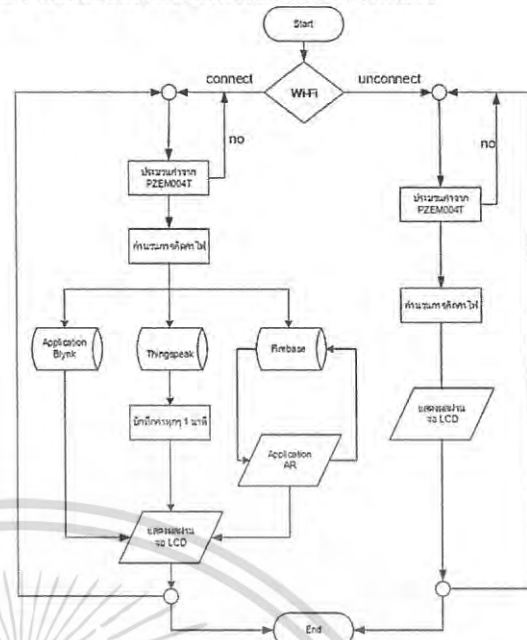 Start
Wi-Fi
connect
unconnect
no
no
ประมวนค่าจาก
PZEM004T
ประมวนค่าจาก
PZEM004T
คำนวนการคิดค่าไฟ
คำนวนการคิดค่าไฟ
Application
Blynk
Thingspeak
Firebase
บันทึกค่าทุกๆ 1 นาที
Application
AR
แสดงผลผ่าน
จอ LCD
แสดงผลผ่าน
จอ LCD
End